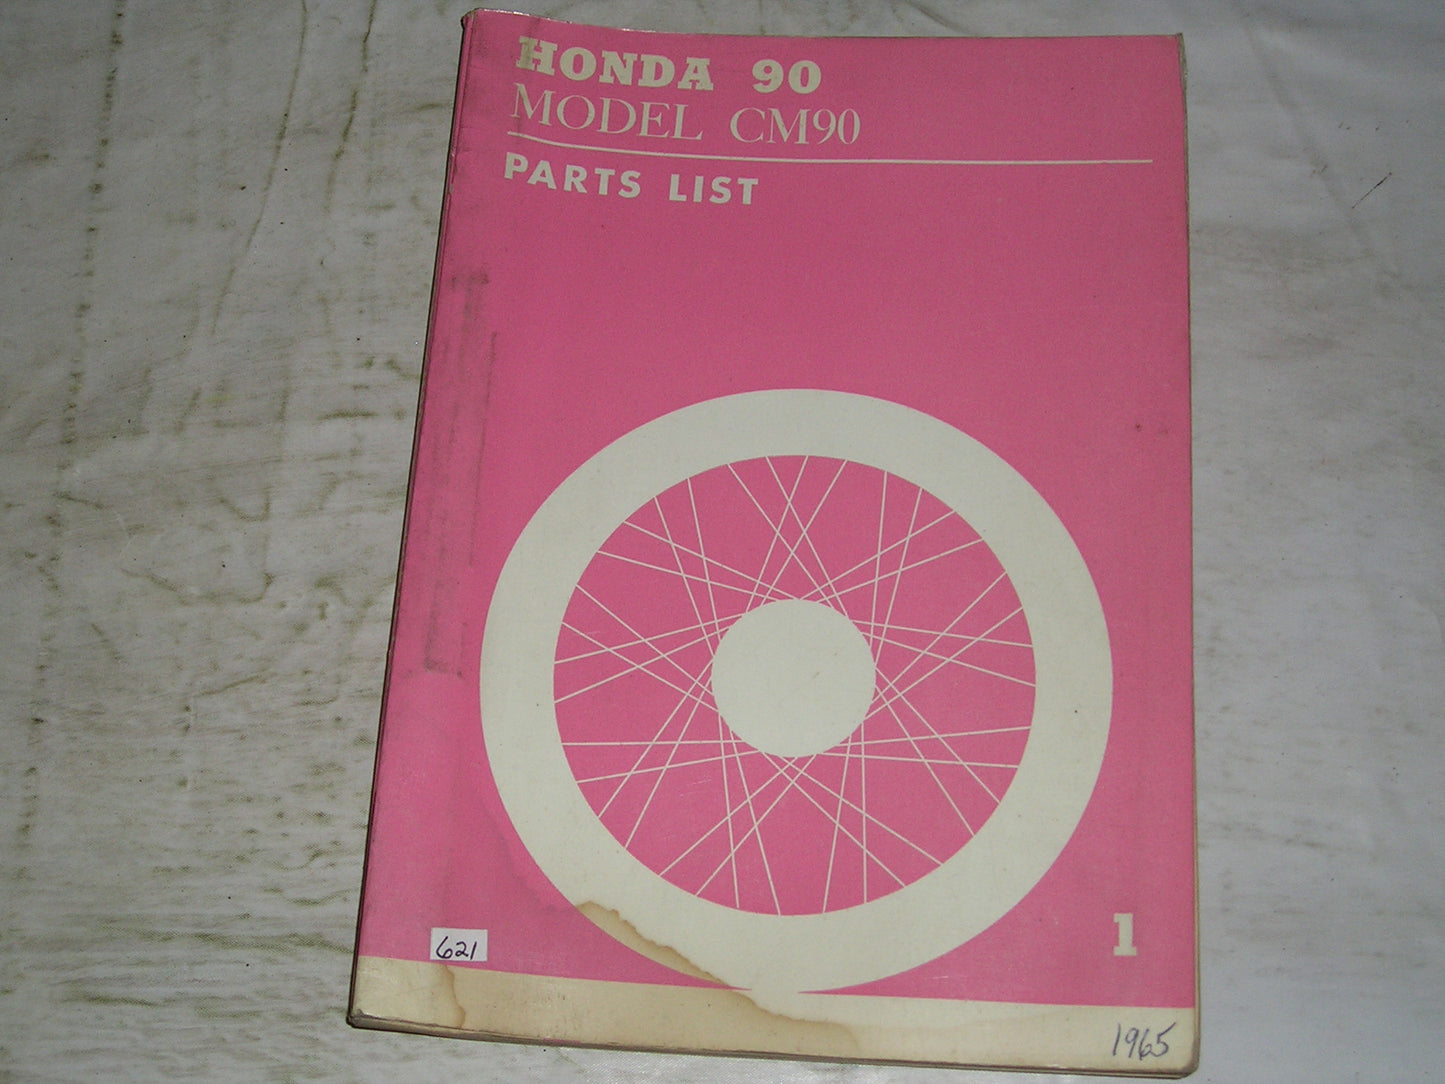 HONDA 90
MODEL CM90
PARTS LIST
1
621
1965